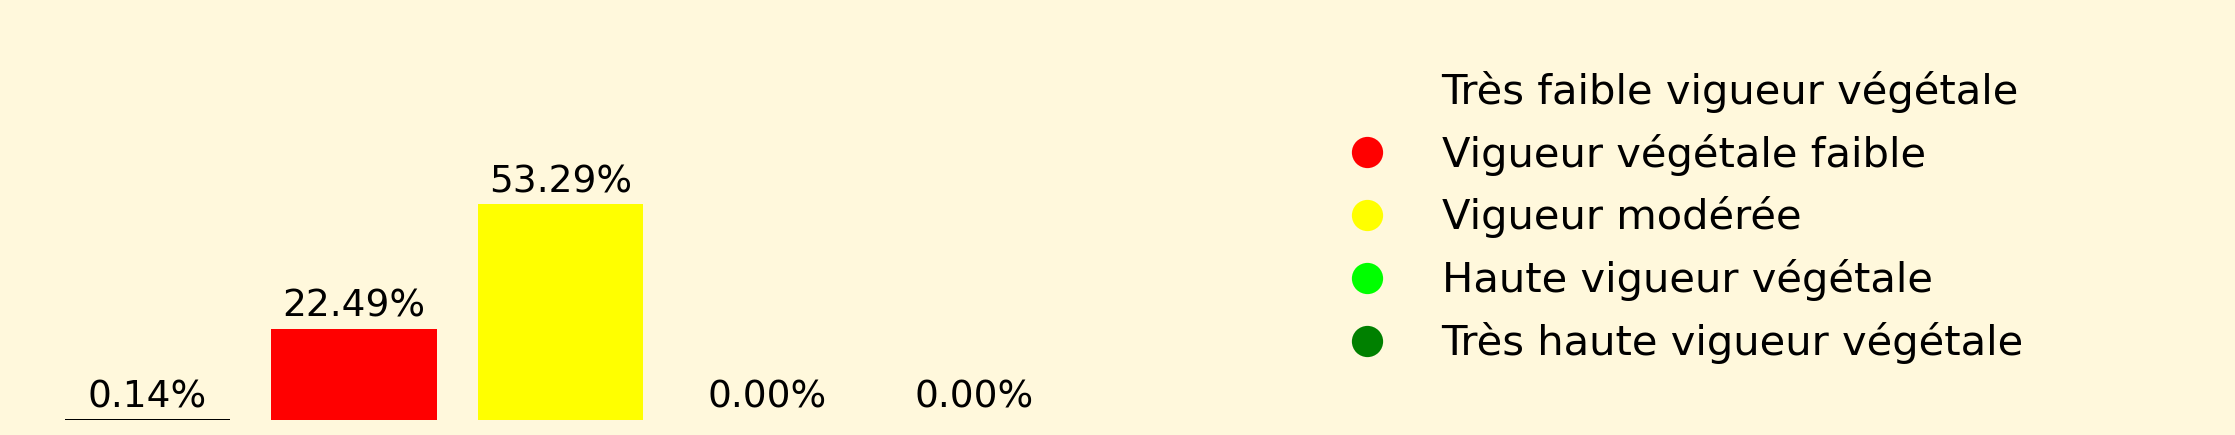 53.29%
22.49%
0.14%
0.00%
0.00%
Très faible vigueur végétale
Vigueur végétale faible
Vigueur modérée
Haute vigueur végétale
Très haute vigueur végétale